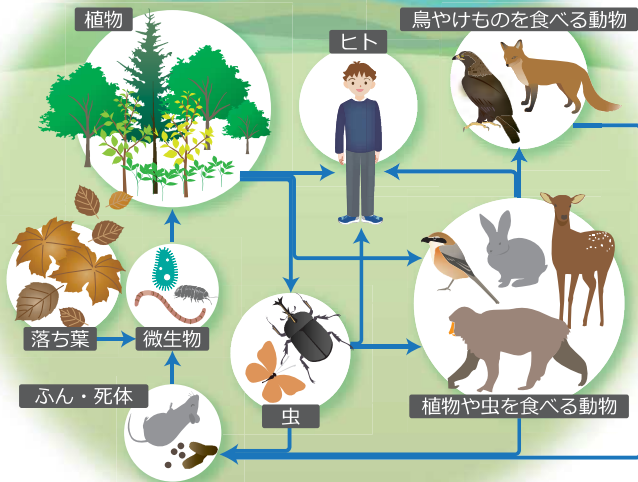 植物
ヒト
鳥やけものを食べる動物
落ち葉
微生物
ふん・死体
虫
植物や虫を食べる動物